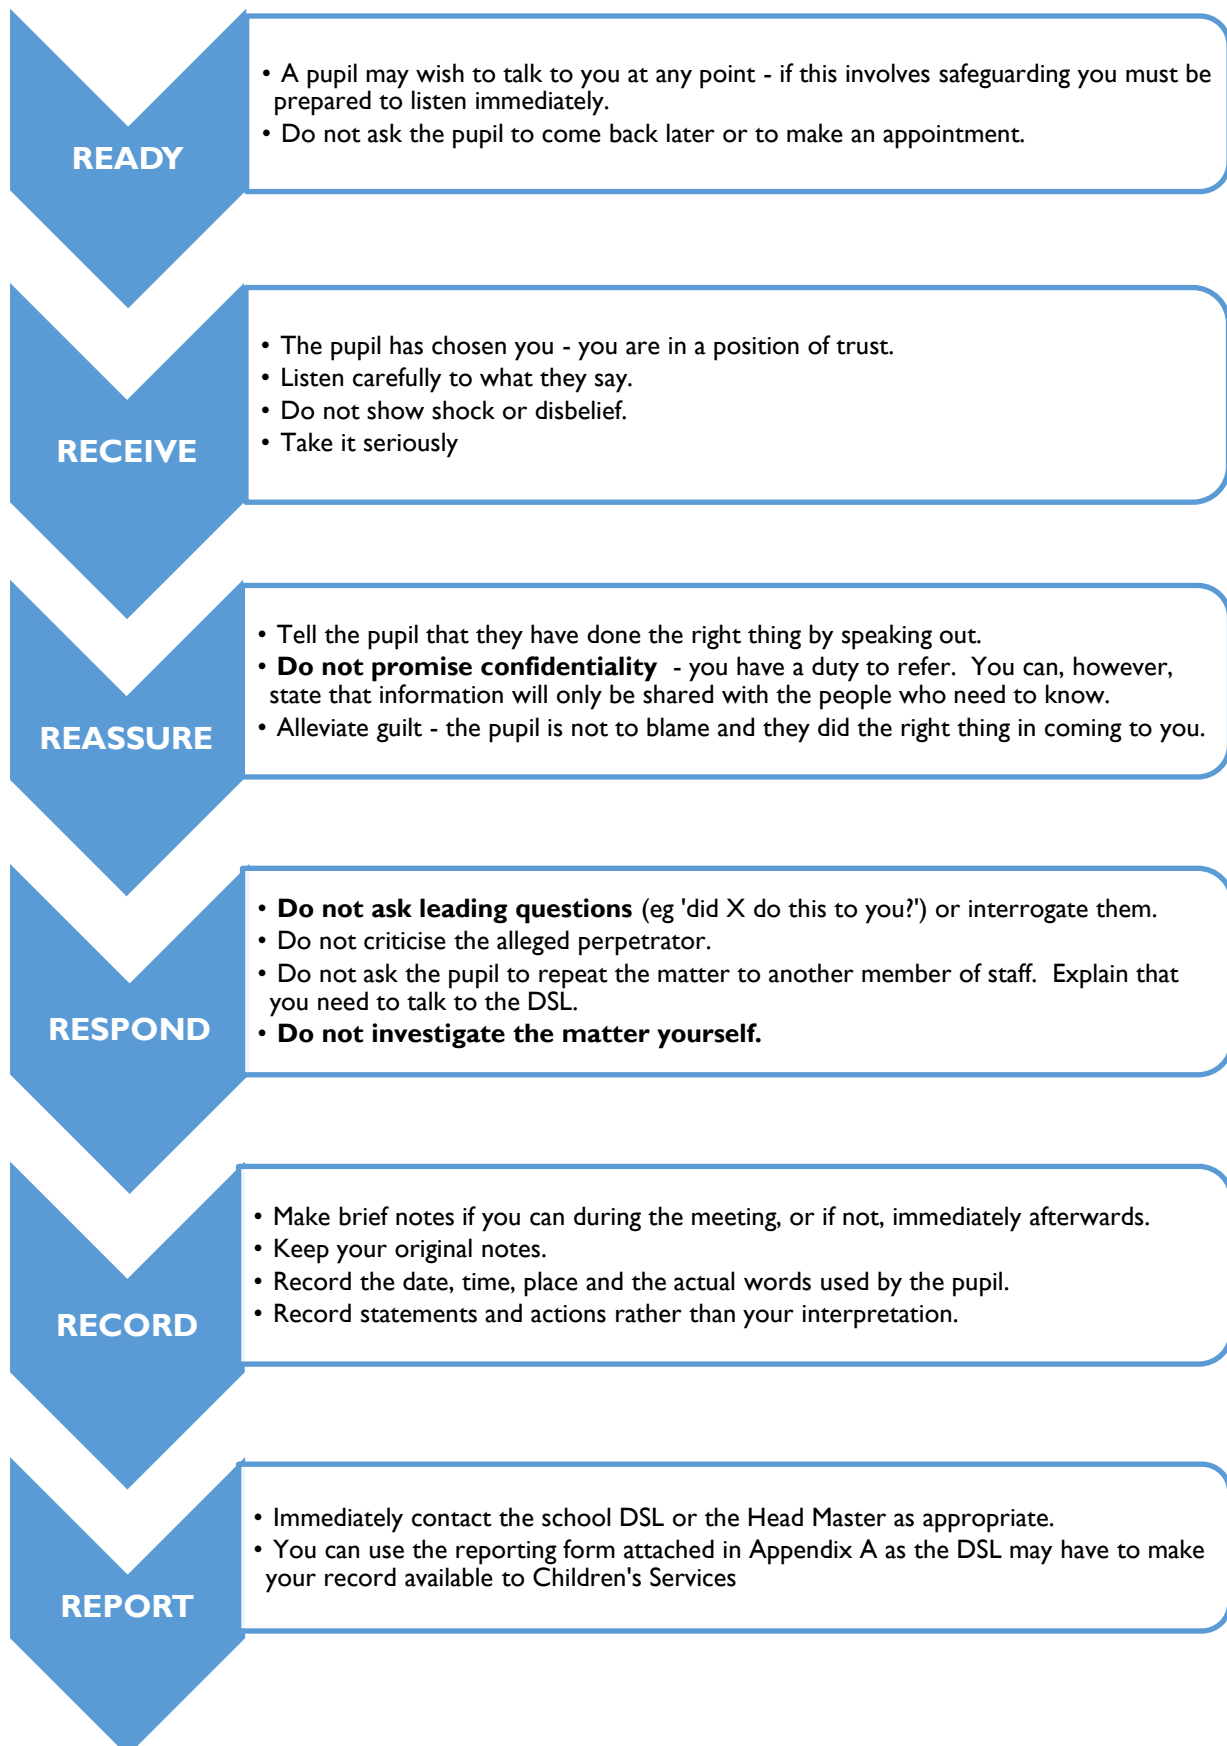 READY
• A pupil may wish to talk to you at any point - if this involves safeguarding you must be
prepared to listen immediately.
• Do not ask the pupil to come back later or to make an appointment.
RECEIVE
• The pupil has chosen you - you are in a position of trust.
• Listen carefully to what they say.
• Do not show shock or disbelief.
• Take it seriously
REASSURE
• Tell the pupil that they have done the right thing by speaking out.
• Do not promise confidentiality - you have a duty to refer. You can, however,
state that information will only be shared with the people who need to know.
• Alleviate guilt - the pupil is not to blame and they did the right thing in coming to you.
RESPOND
• Do not ask leading questions (eg 'did X do this to you?') or interrogate them.
• Do not criticise the alleged perpetrator.
• Do not ask the pupil to repeat the matter to another member of staff. Explain that
you need to talk to the DSL.
• Do not investigate the matter yourself.
RECORD
• Make brief notes if you can during the meeting, or if not, immediately afterwards.
• Keep your original notes.
• Record the date, time, place and the actual words used by the pupil.
• Record statements and actions rather than your interpretation.
REPORT
• Immediately contact the school DSL or the Head Master as appropriate.
• You can use the reporting form attached in Appendix A as the DSL may have to make
your record available to Children's Services